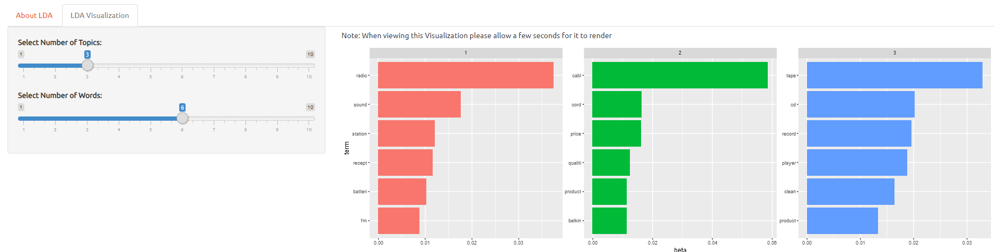 About LDA
LDA Visualization
Select Number of Topics:
1 3 10
1 2 3 4 5 6 7 8 9 10
Select Number of Words:
1 6 10
1 2 3 4 5 6 7 8 9 10
Note: When viewing this Visualization please allow a few seconds for it to render
term
1
radio
sound
station
recept
batteri
fm
0.00 0.01 0.02 0.03
2
cabl
cord
price
qualiti
product
belkin
0.00 0.02 0.04 0.06
3
tape
cd
record
player
clean
product
0.00 0.01 0.02 0.03
beta